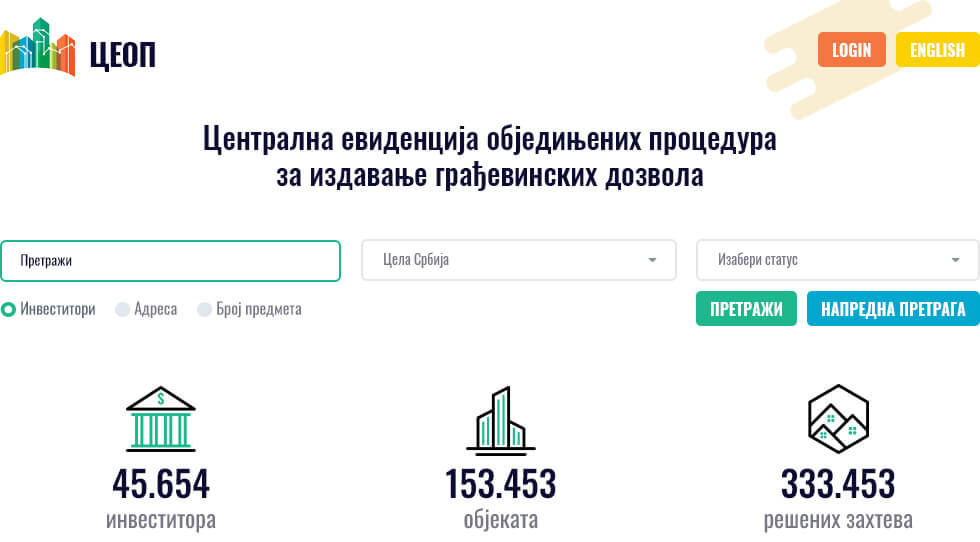 ЦЕОП
LOGIN
ENGLISH
Централна евиденција обједињених процедура
за издавање грађевинских дозвола
Претражи
Цела Србија
Изабери статус
Инвеститори
Адреса
Број предмета
ПРЕТРАЖИ
НАПРЕДНА ПРЕТРАГА
$
45.654
153.453
333.453
инвеститора
објеката
решених захтева